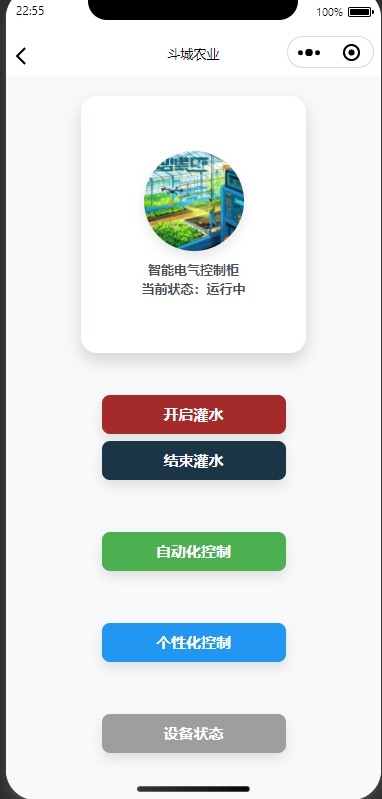 22:55
100%
斗城农业
智能电气控制柜
当前状态：运行中
开启灌水
结束灌水
自动化控制
个性化控制
设备状态